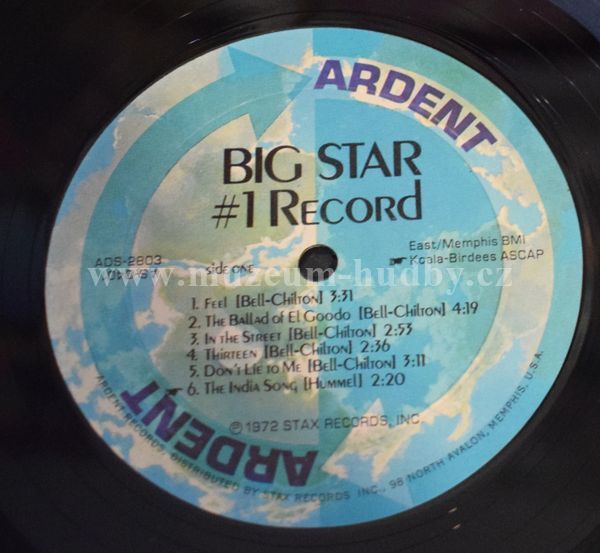 ARDENT
BIG STAR
#1 RECORD
East/Memphis BMI
Koala-Birdees ASCAP
ADS-2803
side one
www.muzeum-hudby.cz
1. Feel [Bell-Chilton] 3:31
2. The Ballad of El Goodo [Bell-Chilton] 4:19
3. In the Street [Bell-Chilton] 2:53
4. Thirteen [Bell-Chilton] 2:36
5. Don't Lie to Me [Bell-Chilton] 3:11
6. The India Song [Hummel] 2:20
℗ 1972 STAX RECORDS, INC.
ARDENT
ARDENT RECORDS, DISTRIBUTED BY STAX RECORDS INC., 98 NORTH AVALON, MEMPHIS, U.S.A.